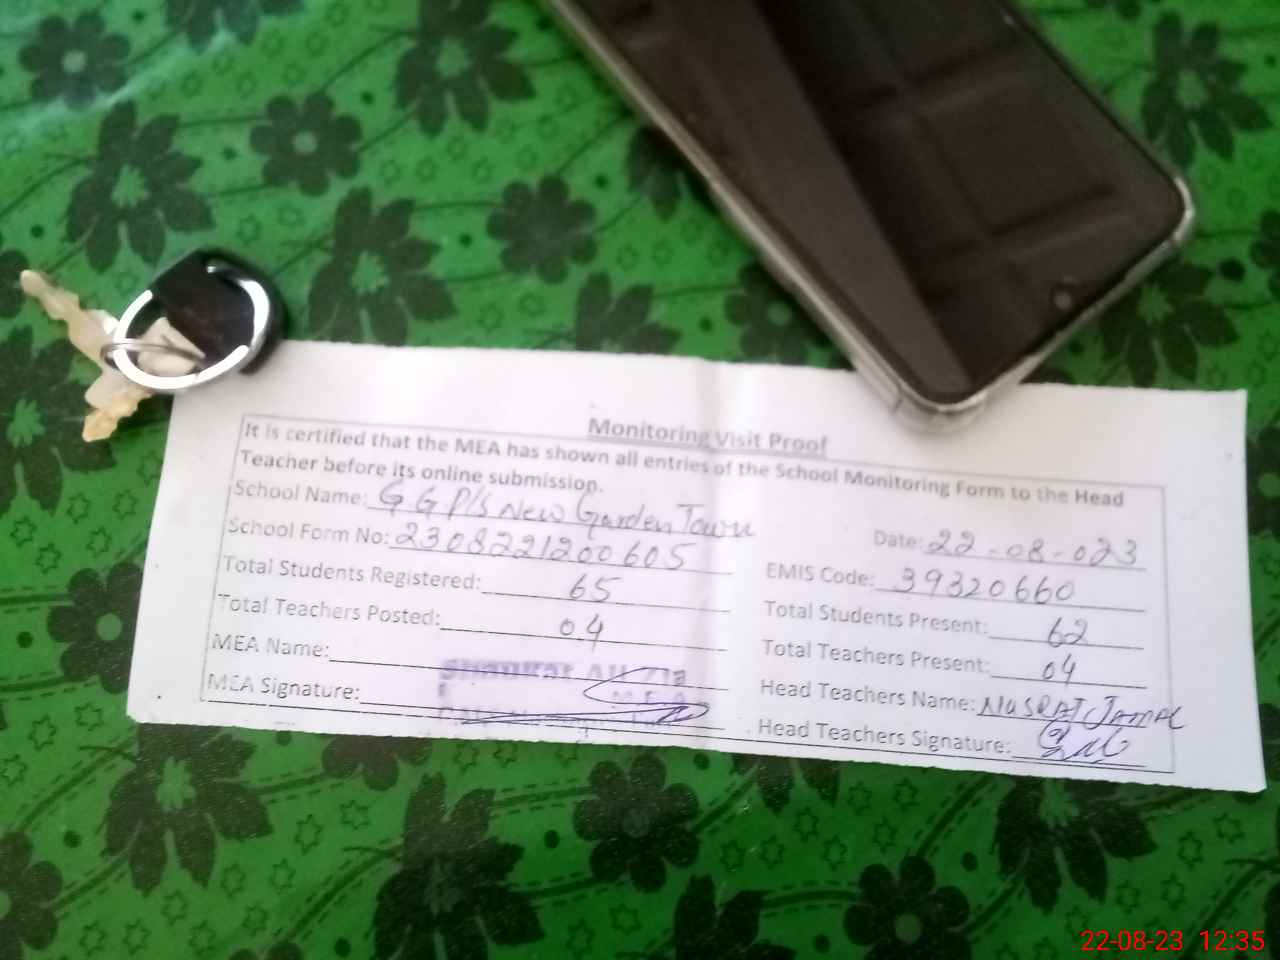 Monitoring Visit Proof
It is certified that the MEA has shown all entries of the School Monitoring Form to the Head
Teacher before its online submission.
School Name: G G P/S New Garden Town
Date: 22-08-023
School Form No: 2308221200605
EMIS Code: 39320660
Total Students Registered: 65
Total Students Present: 62
Total Teachers Posted: 04
Total Teachers Present: 04
MEA Name:
Head Teachers Name: NUSRAT JAMAL
MEA Signature:
Head Teachers Signature:
22-08-23 12:35